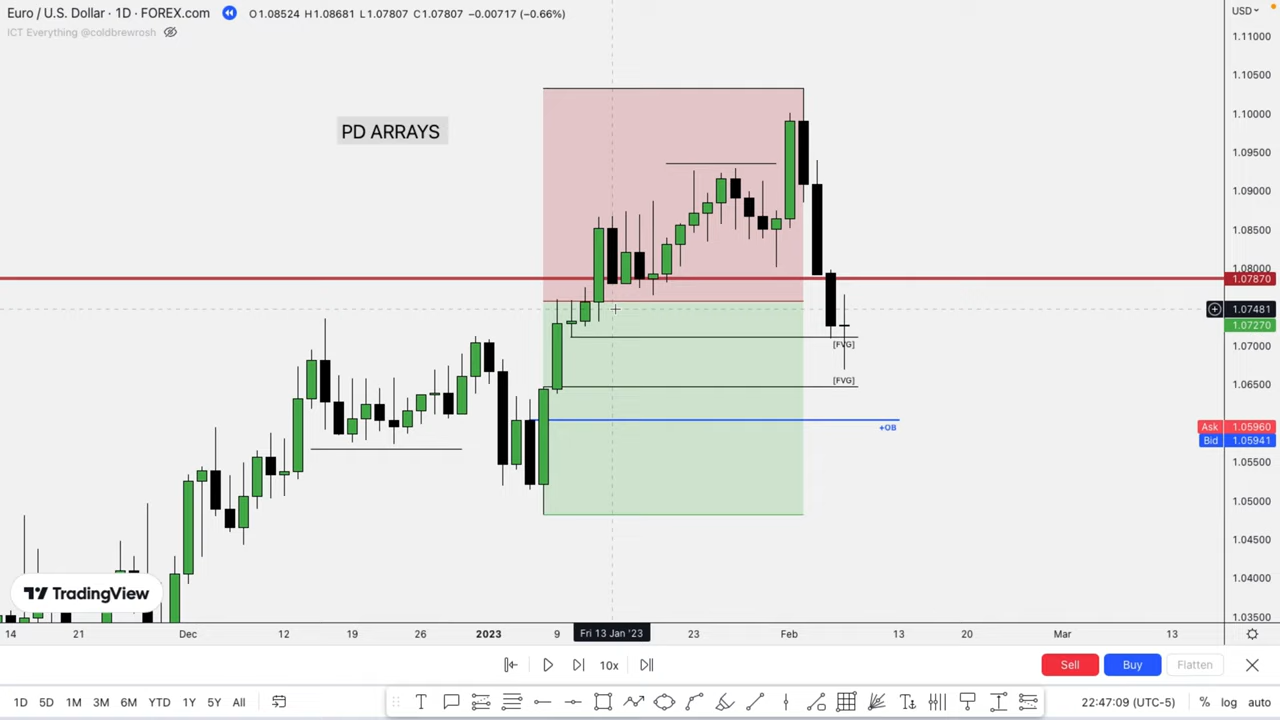 Euro / U.S. Dollar · 1D · FOREX.com O1.08524 H1.08681 L1.07807 C1.07807 −0.00717 (−0.66%)
USD
ICT Everything @coldbrewrosh
1.11000
1.10500
1.10000
1.09500
1.09000
1.08500
1.08000
1.07870
1.07481
1.07270
1.07000
1.06500
Ask 1.05960
Bid 1.05941
1.05500
1.05000
1.04500
1.04000
1.03500
PD ARRAYS
[FVG]
[FVG]
+OB
TradingView
14 21 Dec 12 19 26 2023 9 Fri 13 Jan '23 23 Feb 13 20 Mar 13
10x
Sell Buy Flatten
1D 5D 1M 3M 6M YTD 1Y 5Y All
22:47:09 (UTC-5) % log auto